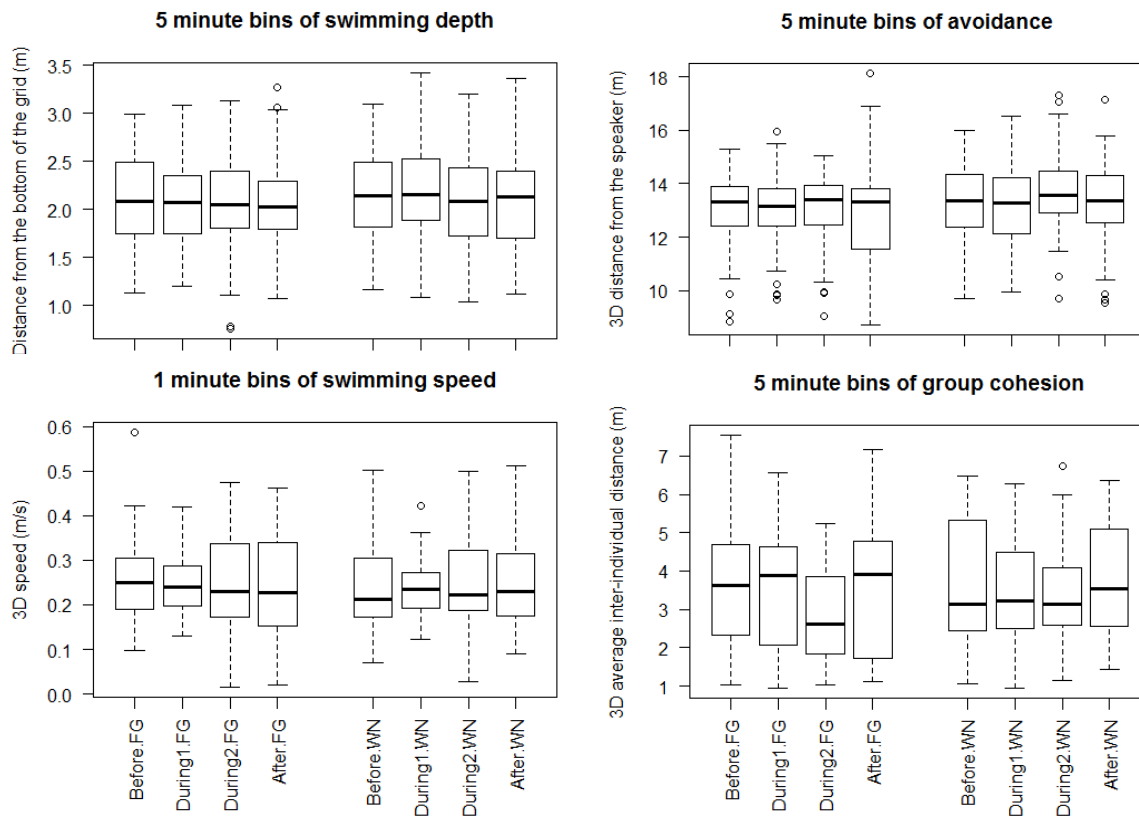 5 minute bins of swimming depth
Distance from the bottom of the grid (m)
3.5
3.0
2.5
2.0
1.5
1.0
5 minute bins of avoidance
3D distance from the speaker (m)
18
16
14
12
10
1 minute bins of swimming speed
3D speed (m/s)
0.6
0.5
0.4
0.3
0.2
0.1
0.0
Before.FG
During1.FG
During2.FG
After.FG
Before.WN
During1.WN
During2.WN
After.WN
5 minute bins of group cohesion
3D average inter-individual distance (m)
7
6
5
4
3
2
1
Before.FG
During1.FG
During2.FG
After.FG
Before.WN
During1.WN
During2.WN
After.WN